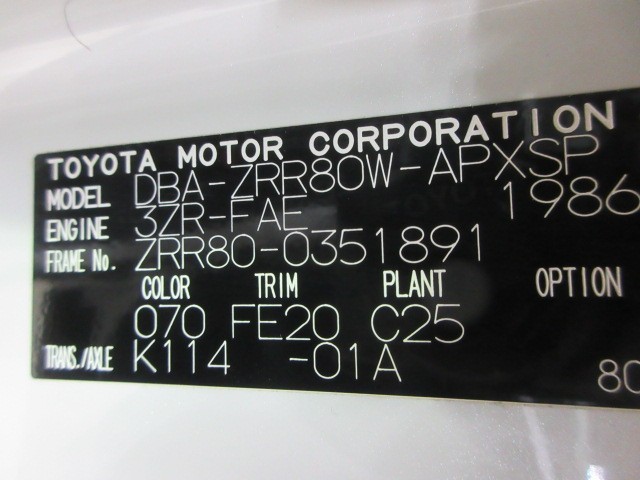 TOYOTA MOTOR CORPORATION
MODEL DBA-ZRR80W-APXSP
ENGINE 3ZR-FAE 1986
FRAME No. ZRR80-0351891
COLOR TRIM PLANT OPTION
070 FE20 C25
TRANS./AXLE K114 -01A
80